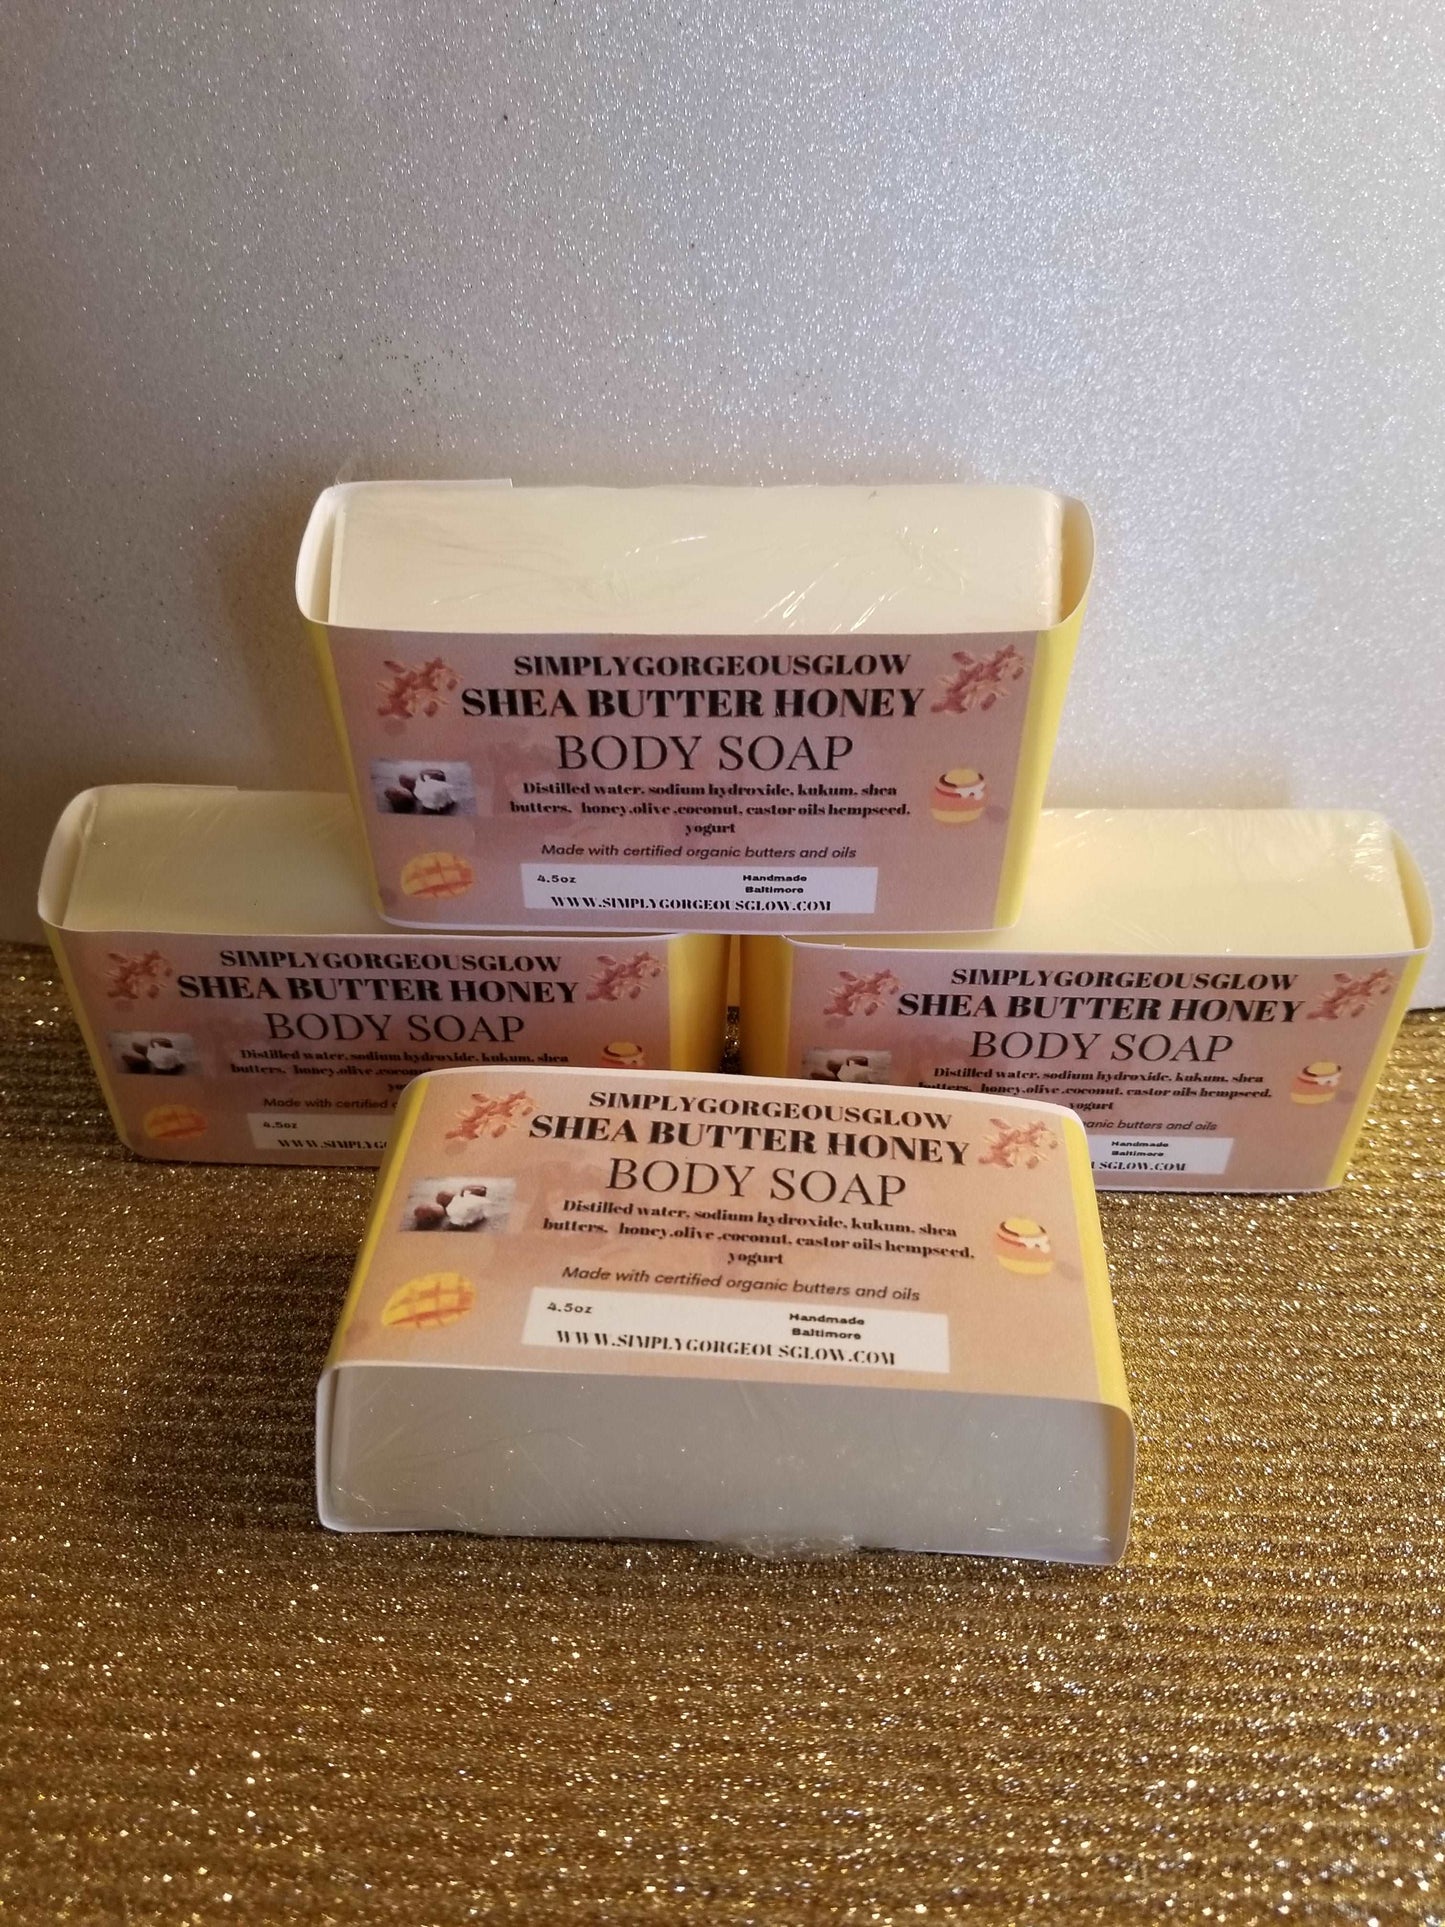 SIMPLYGORGEOUSGLOW
SHEA BUTTER HONEY
BODY SOAP
Distilled water, sodium hydroxide, kukum, shea
butters, honey,olive ,coconut, castor oils hempseed,
yogurt
Made with certified organic butters and oils
4.5oz
Handmade
Baltimore
WWW.SIMPLYGORGEOUSGLOW.COM
SIMPLYGORGEOUSGLOW
SHEA BUTTER HONEY
BODY SOAP
Distilled water, sodium hydroxide, kukum, shea
butters, honey,olive ,coconut
Made with certified
4.5oz
WWW.SIMPLYG
SIMPLYGORGEOUSGLOW
SHEA BUTTER HONEY
BODY SOAP
Distilled water, sodium hydroxide, kukum, shea
butters, honey,olive ,coconut, castor oils hempseed,
yogurt
anic butters and oils
Handmade
Baltimore
USGLOW.COM
SIMPLYGORGEOUSGLOW
SHEA BUTTER HONEY
BODY SOAP
Distilled water, sodium hydroxide, kukum, shea
butters, honey,olive ,coconut, castor oils hempseed,
yogurt
Made with certified organic butters and oils
4.5oz
Handmade
Baltimore
WWW.SIMPLYGORGEOUSGLOW.COM